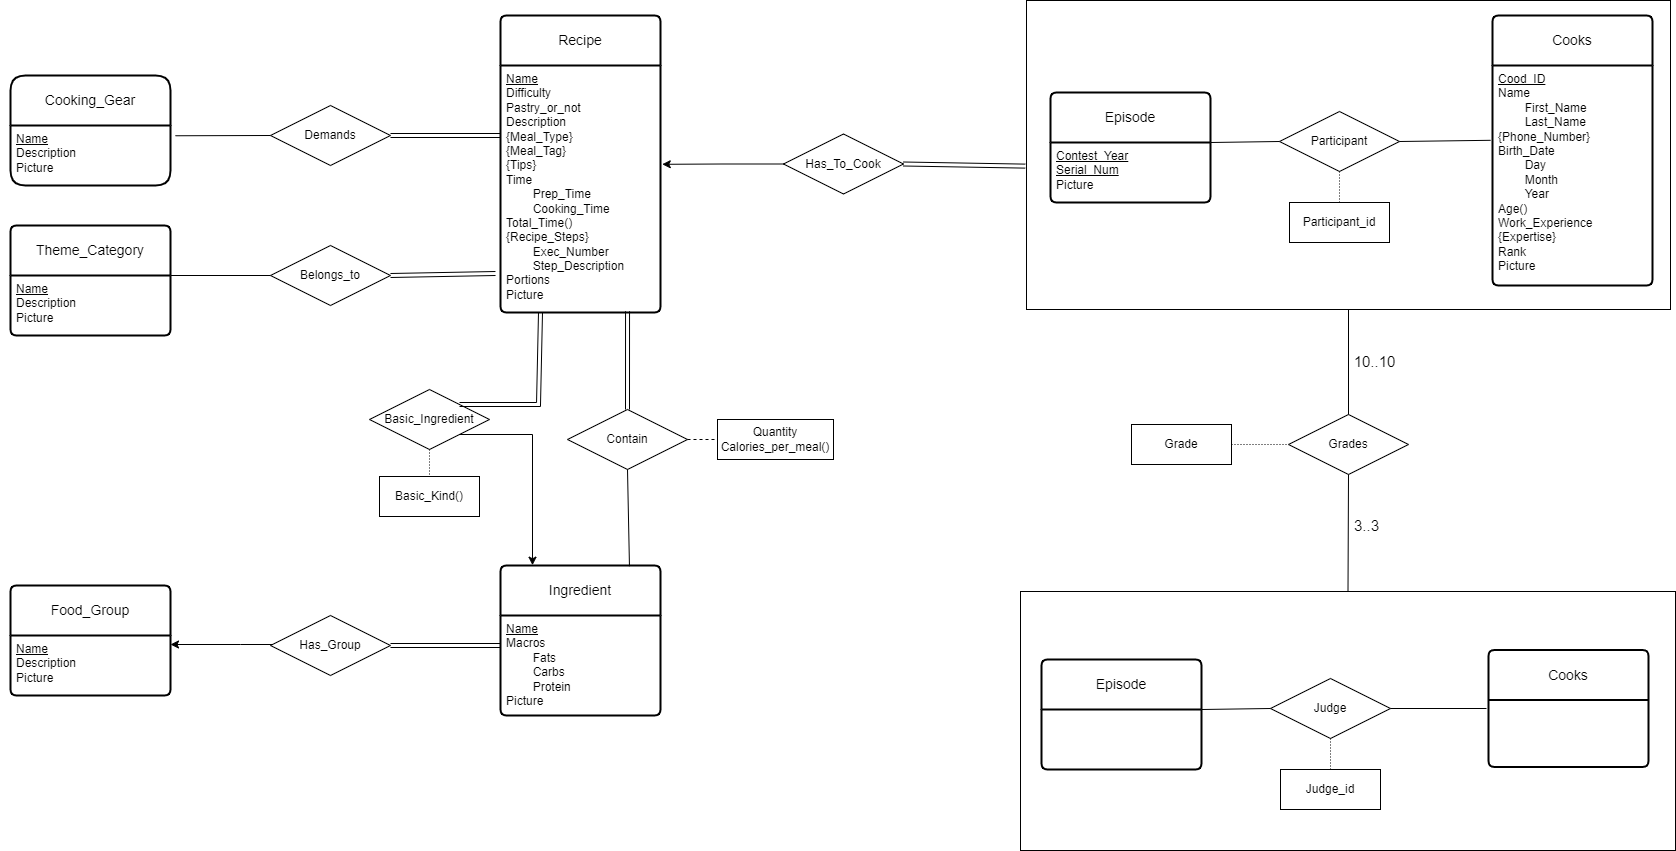 Cooking_Gear
Name
Description
Picture
Demands
Theme_Category
Name
Description
Picture
Belongs_to
Recipe
Name
Difficulty
Pastry_or_not
Description
{Meal_Type}
{Meal_Tag}
{Tips}
Time
Prep_Time
Cooking_Time
Total_Time()
{Recipe_Steps}
Exec_Number
Step_Description
Portions
Picture
Has_To_Cook
Episode
Contest_Year
Serial_Num
Picture
Participant
Participant_id
Cooks
Cood_ID
Name
First_Name
Last_Name
{Phone_Number}
Birth_Date
Day
Month
Year
Age()
Work_Experience
{Expertise}
Rank
Picture
Basic_Ingredient
Basic_Kind()
Contain
Quantity
Calories_per_meal()
10..10
Grade
Grades
3..3
Food_Group
Name
Description
Picture
Has_Group
Ingredient
Name
Macros
Fats
Carbs
Protein
Picture
Episode
Judge
Judge_id
Cooks